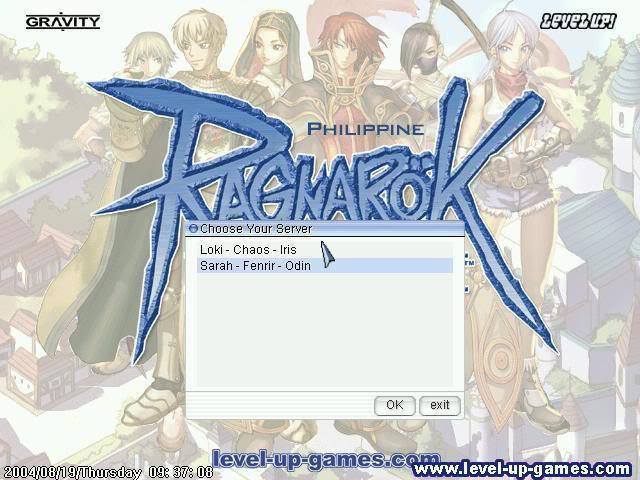 GRAVITY
LEVEL UP!
PHILIPPINE
RAGNARÖK
Choose Your Server
Loki - Chaos - Iris
Sarah - Fenrir - Odin
TM
OK
exit
level-up-games.com
2004/08/19/Thursday 09:37:08
www.level-up-games.com